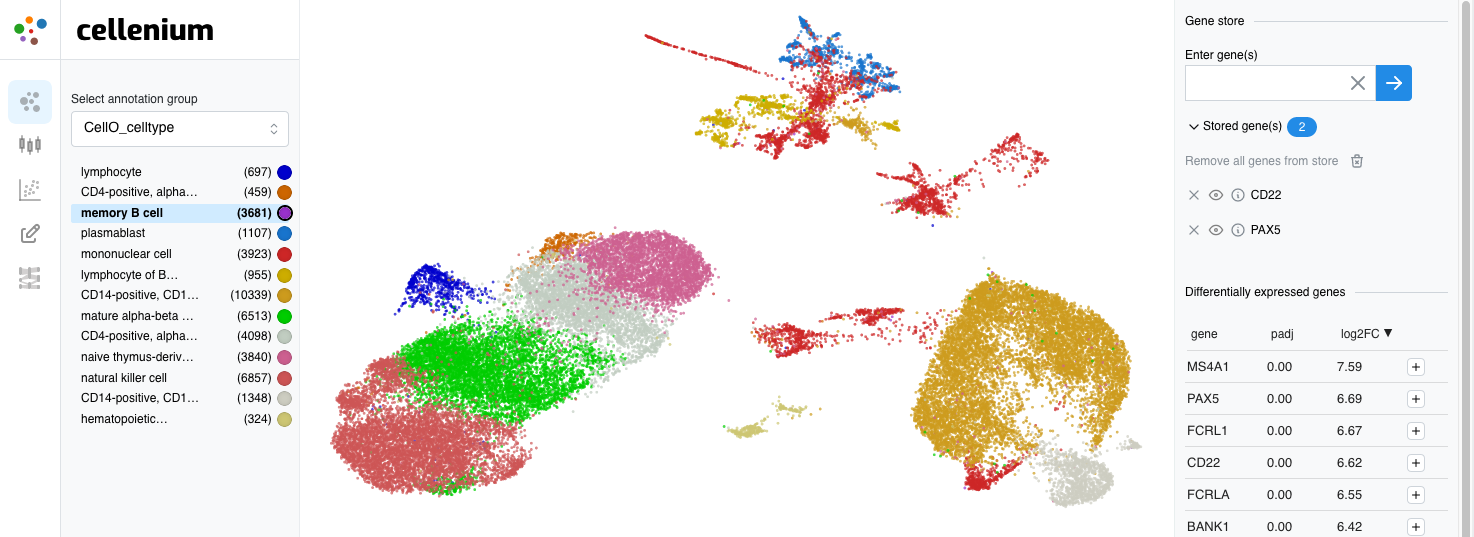 cellenium
Select annotation group
CellO_celltype
lymphocyte (697)
CD4-positive, alpha... (459)
memory B cell (3681)
plasmablast (1107)
mononuclear cell (3923)
lymphocyte of B... (955)
CD14-positive, CD1... (10339)
mature alpha-beta ... (6513)
CD4-positive, alpha... (4098)
naive thymus-deriv... (3840)
natural killer cell (6857)
CD14-positive, CD1... (1348)
hematopoietic... (324)
Gene store
Enter gene(s)
Stored gene(s) 2
Remove all genes from store
CD22
PAX5
Differentially expressed genes
gene padj log2FC ▼
MS4A1 0.00 7.59
PAX5 0.00 6.69
FCRL1 0.00 6.67
CD22 0.00 6.62
FCRLA 0.00 6.55
BANK1 0.00 6.42